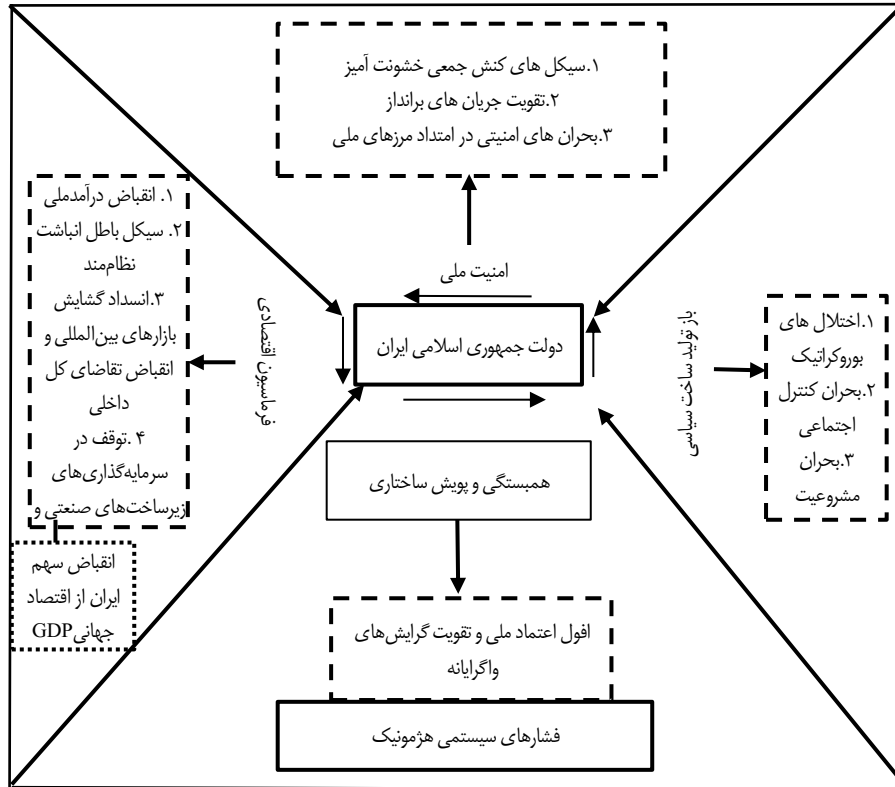 ۱.سیکل های کنش جمعی خشونت آمیز
۲.تقویت جریان های برانداز
۳.بحران های امنیتی در امتداد مرزهای ملی
امنیت ملی
دولت جمهوری اسلامی ایران
باز تولید ساخت سیاسی
۱.اختلال های
بوروکراتیک
۲.بحران کنترل
اجتماعی
۳.بحران
مشروعیت
فرماسیون اقتصادی
۱. انقباض درآمدملی
۲. سیکل باطل انباشت
نظام‌مند
۳.انسداد گشایش
بازارهای بین‌المللی و
انقباض تقاضای کل
داخلی
۴.توقف در
سرمایه‌گذاری‌های
زیرساخت‌های صنعتی و
انقباض سهم
ایران از اقتصاد
جهانیGDP
همبستگی و پویش ساختاری
افول اعتماد ملی و تقویت گرایش‌های
واگرایانه
فشارهای سیستمی هژمونیک